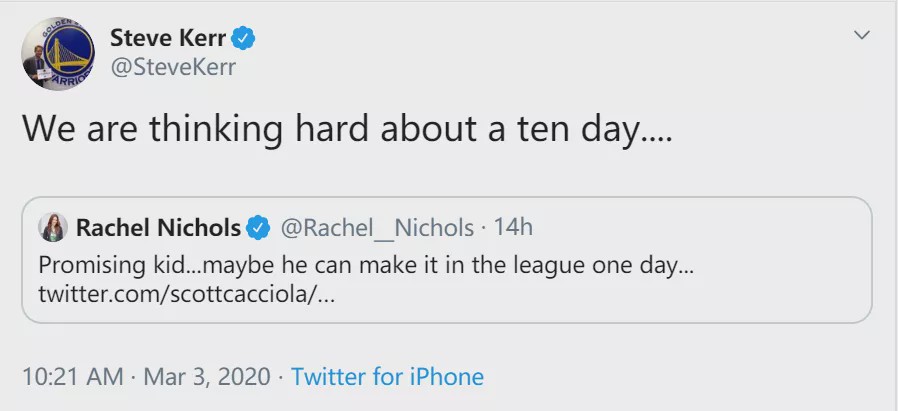 Steve Kerr
@SteveKerr
We are thinking hard about a ten day....
Rachel Nichols @Rachel__Nichols · 14h
Promising kid...maybe he can make it in the league one day...
twitter.com/scottcacciola/...
10:21 AM · Mar 3, 2020 · Twitter for iPhone
GOLDEN
WARRIORS